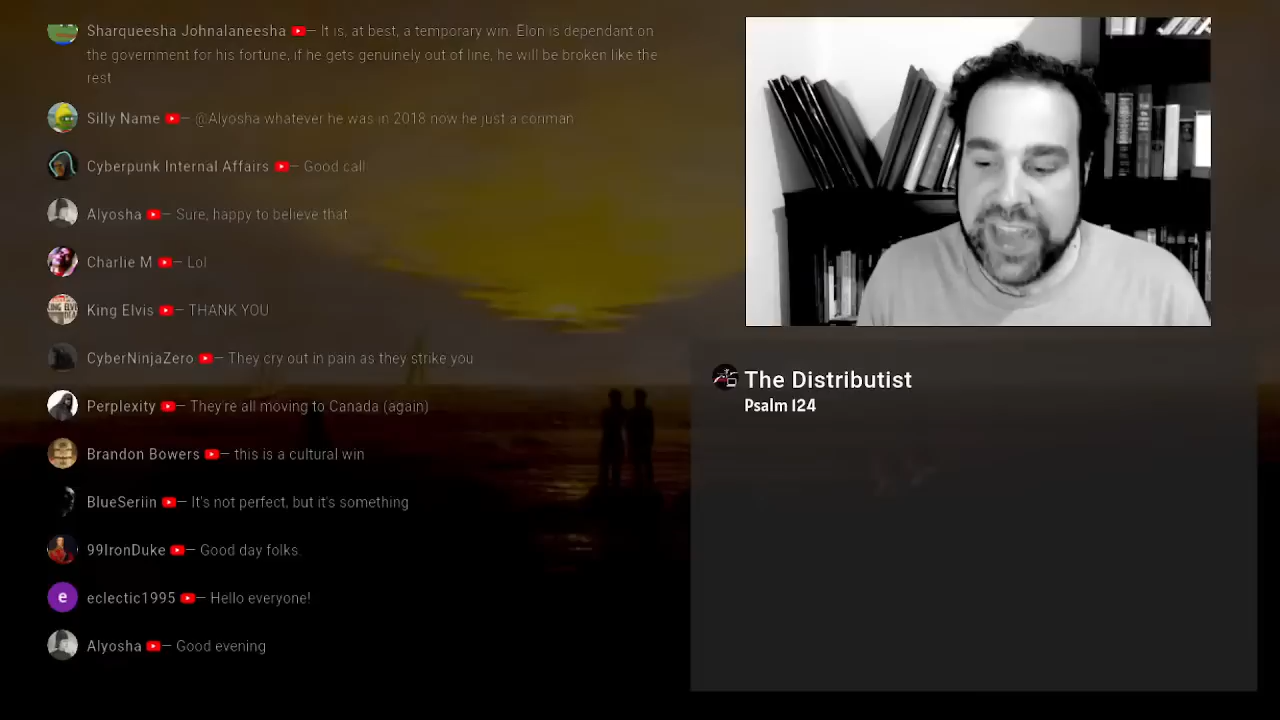 Sharqueesha Johnalaneesha — It is, at best, a temporary win. Elon is dependant on
the government for his fortune, if he gets genuinely out of line, he will be broken like the
rest
Silly Name — @Alyosha whatever he was in 2018 now he just a conman
Cyberpunk Internal Affairs — Good call
Alyosha — Sure, happy to believe that
Charlie M — Lol
King Elvis — THANK YOU
CyberNinjaZero — They cry out in pain as they strike you
Perplexity — They're all moving to Canada (again)
Brandon Bowers — this is a cultural win
BlueSeriin — It's not perfect, but it's something
99IronDuke — Good day folks.
e
eclectic1995 — Hello everyone!
Alyosha — Good evening
The Distributist
Psalm 124